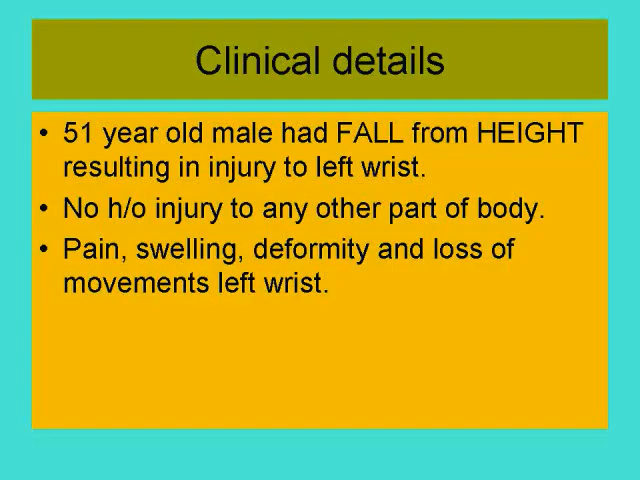 Clinical details
• 51 year old male had FALL from HEIGHT
resulting in injury to left wrist.
• No h/o injury to any other part of body.
• Pain, swelling, deformity and loss of
movements left wrist.